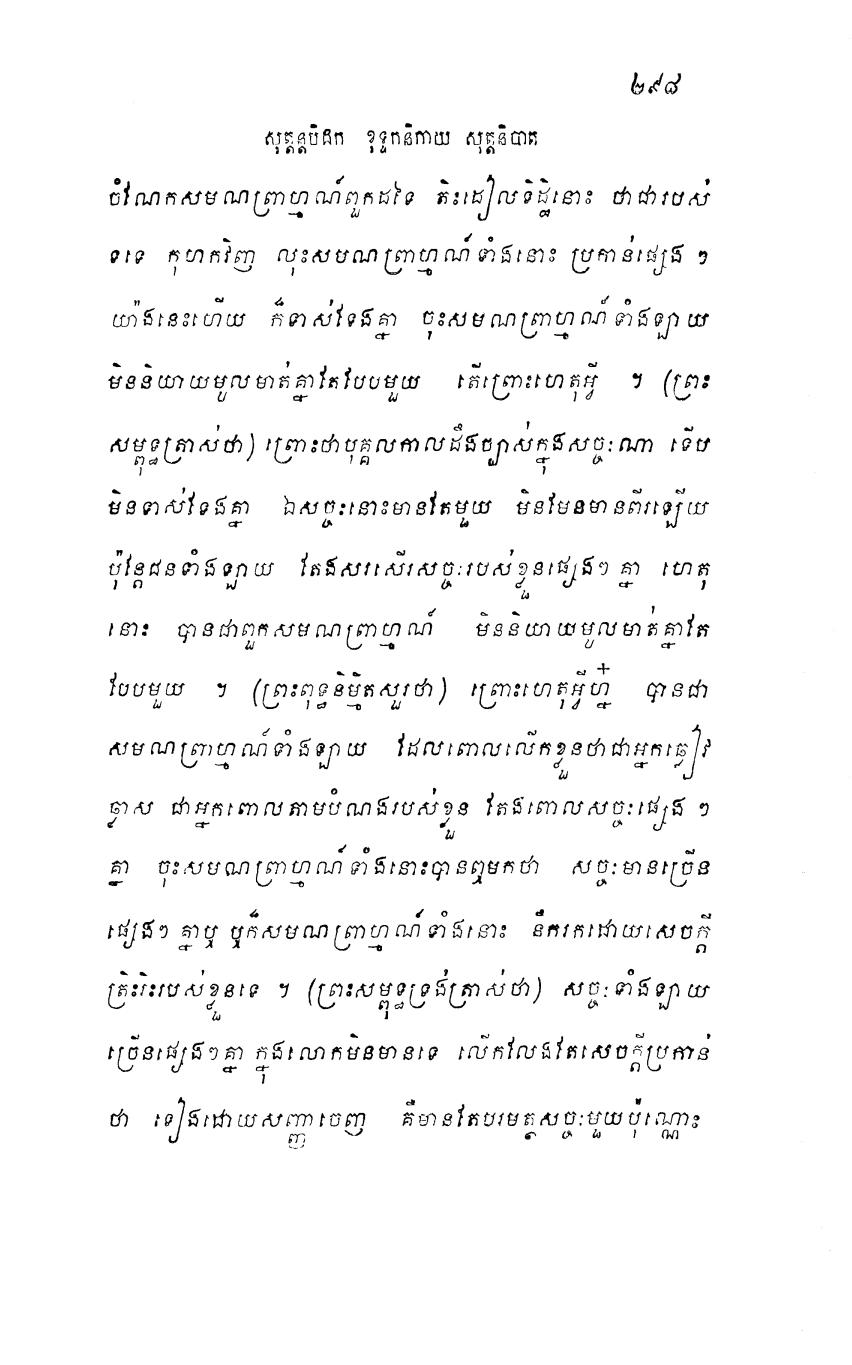 ២៩៨
សុត្តន្តបិដក ខុទ្ទកនិកាយ សុត្តនិបាត
ចំណែកសមណព្រាហ្មណ៍ពួកដទៃ តិះដៀលទិដ្ឋិនោះ ថាជារបស់
ទទេ កុហកវិញ លុះសមណព្រាហ្មណ៍ទាំងនោះ ប្រកាន់ផ្សេង ៗ
យ៉ាងនេះហើយ ក៏ទាស់ទែងគ្នា ចុះសមណព្រាហ្មណ៍ទាំងឡាយ
មិននិយាយមូលមាត់គ្នាតែបែបមួយ តើព្រោះហេតុអ្វី ។ (ព្រះ
សម្ពុទ្ធត្រាស់ថា) ព្រោះថាបុគ្គលកាលដឹងច្បាស់ក្នុងសច្ចៈណា ទើប
មិនទាស់ទែងគ្នា ឯសច្ចៈនោះមានតែមួយ មិនមែនមានពីរឡើយ
ប៉ុន្តែជនទាំងឡាយ តែងសរសើរសច្ចៈរបស់ខ្លួនផ្សេងៗ គ្នា ហេតុ
នោះ បានជាពួកសមណព្រាហ្មណ៍ មិននិយាយមូលមាត់គ្នាតែ
បែបមួយ ។ (ព្រះពុទ្ធនិម្មិតសួរថា) ព្រោះហេតុអ្វីហ្ន៎ បានជា
សមណព្រាហ្មណ៍ទាំងឡាយ ដែលពោលលើកខ្លួនថាជាអ្នកឆ្លៀវ
ឆ្លាស ជាអ្នកពោលតាមបំណងរបស់ខ្លួន តែងពោលសច្ចៈផ្សេង ៗ
គ្នា ចុះសមណព្រាហ្មណ៍ទាំងនោះបានឮមកថា សច្ចៈមានច្រើន
ផ្សេងៗ គ្នាឬ ឬក៏សមណព្រាហ្មណ៍ទាំងនោះ នឹករកដោយសេចក្តី
ត្រិះរិះរបស់ខ្លួនទេ ។ (ព្រះសម្ពុទ្ធទ្រង់ត្រាស់ថា) សច្ចៈទាំងឡាយ
ច្រើនផ្សេងៗគ្នា ក្នុងលោកមិនមានទេ លើកលែងតែសេចក្តីប្រកាន់
ថា ទៀងដោយសញ្ញាចេញ គឺមានតែបរមត្ថសច្ចៈមួយប៉ុណ្ណោះ